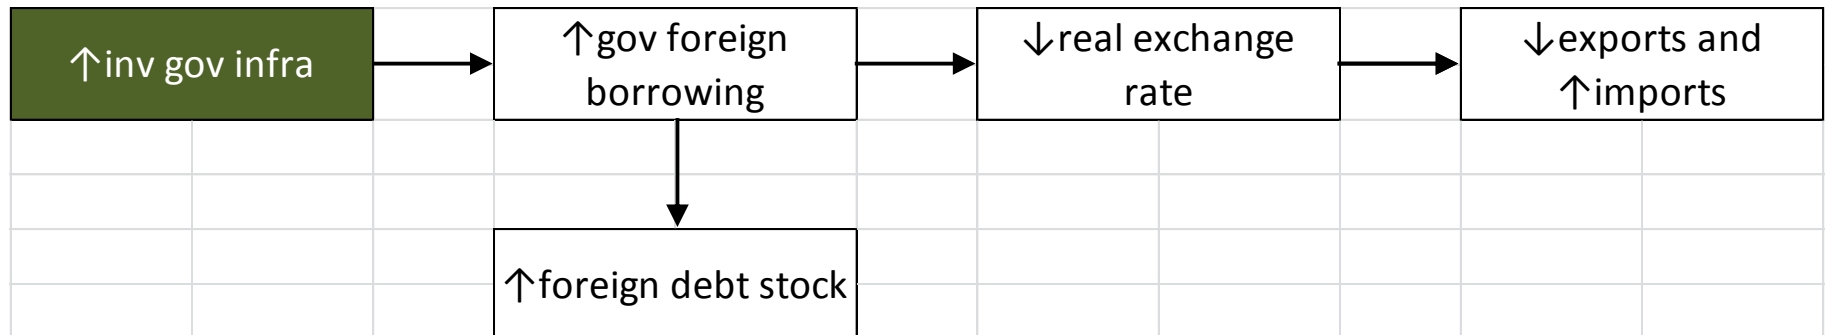 ↑inv gov infra
↑gov foreign
borrowing
↓real exchange
rate
↓exports and
↑imports
↑foreign debt stock